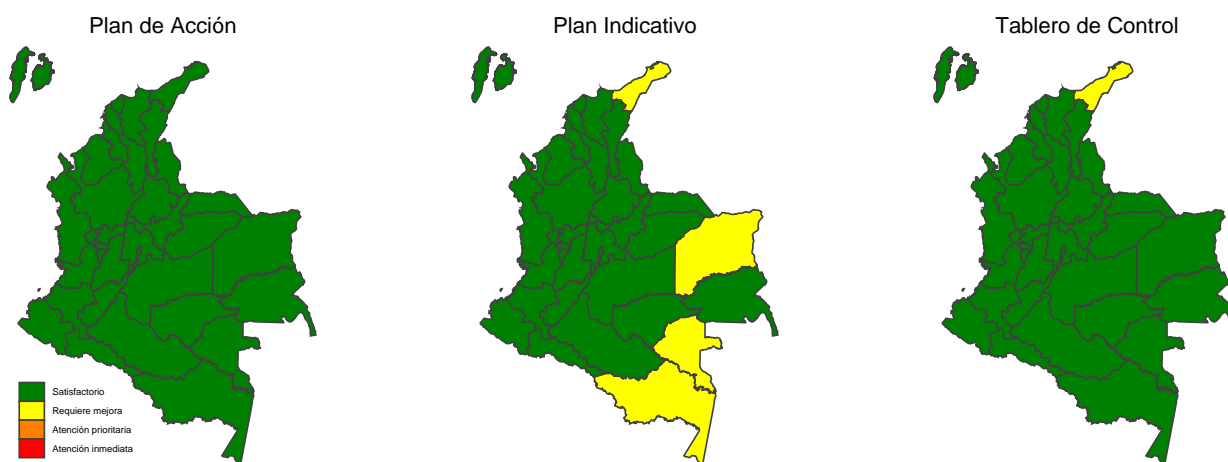 Plan de Acción
Plan Indicativo
Tablero de Control
Satisfactorio
Requiere mejora
Atención prioritaria
Atención inmediata